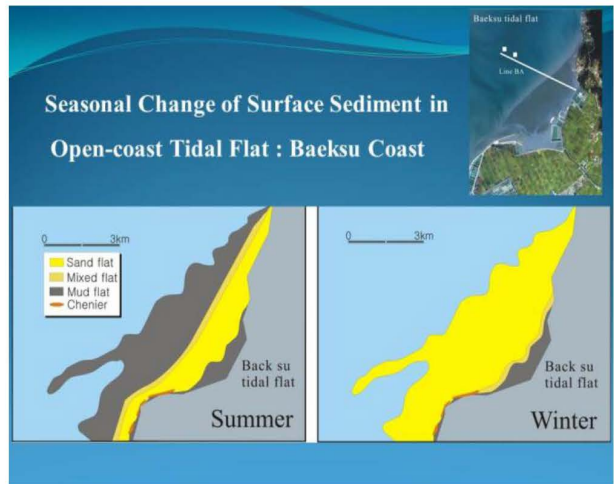 Baeksu tidal flat
Line BA
Seasonal Change of Surface Sediment in
Open-coast Tidal Flat : Baeksu Coast
0 3km
Sand flat
Mixed flat
Mud flat
Chenier
Back su
tidal flat
Summer
0 3km
Back su
tidal flat
Winter